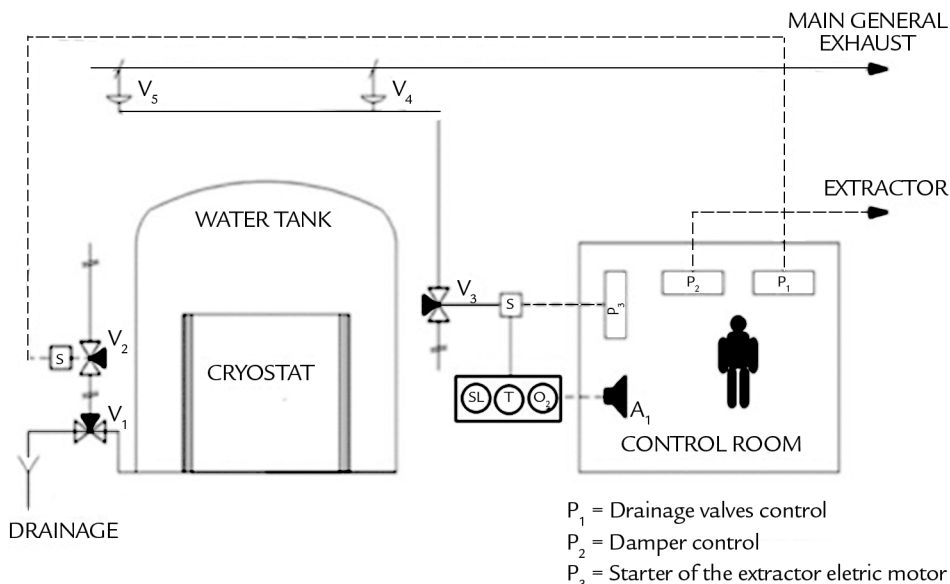 MAIN GENERAL
EXHAUST
V5
V4
EXTRACTOR
WATER TANK
V3
S
P3
P2
P1
V2
S
CRYOSTAT
SL
T
O2
V1
A1
CONTROL ROOM
DRAINAGE
P1 = Drainage valves control
P2 = Damper control
P3 = Starter of the extractor eletric motor